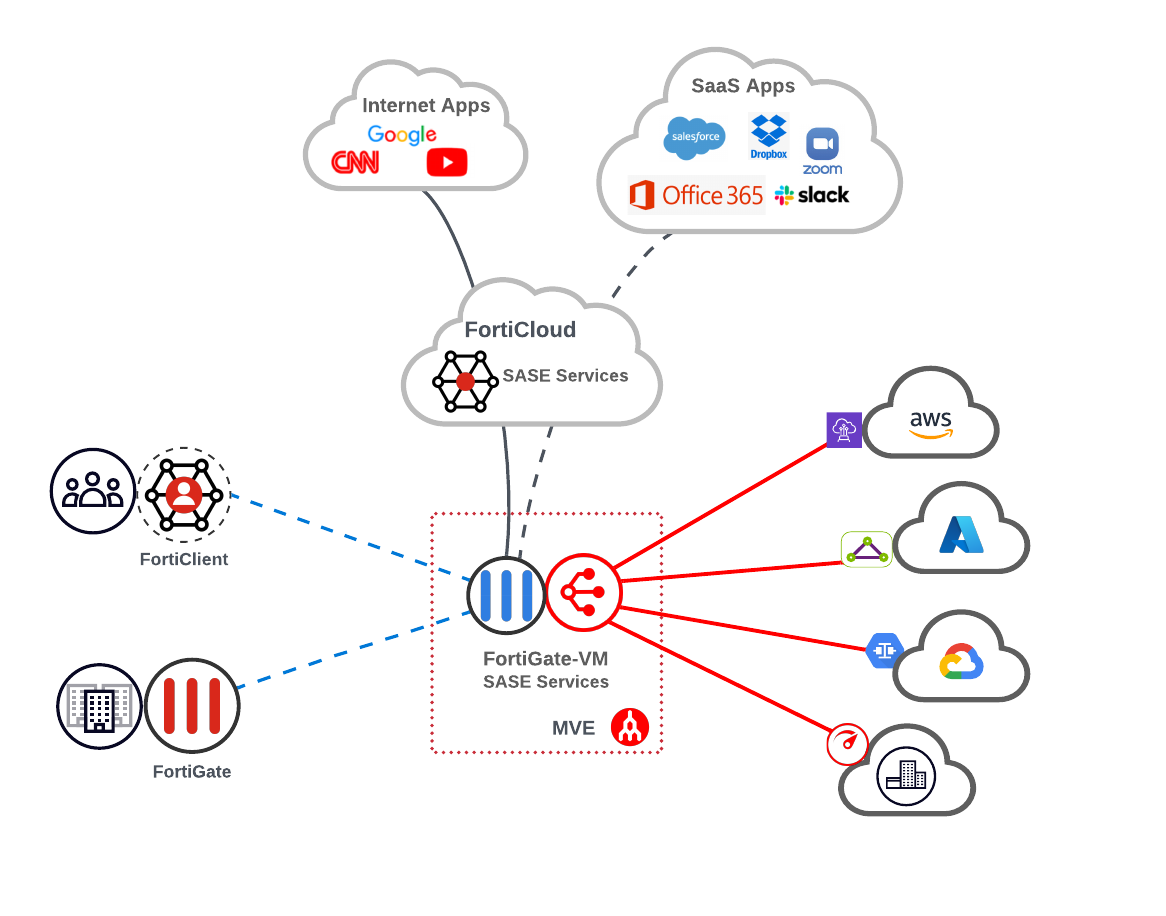 SaaS Apps
Internet Apps
Google
CNN
salesforce
Dropbox
zoom
Office 365
slack
FortiCloud
SASE Services
aws
FortiClient
FortiGate-VM
SASE Services
MVE
FortiGate